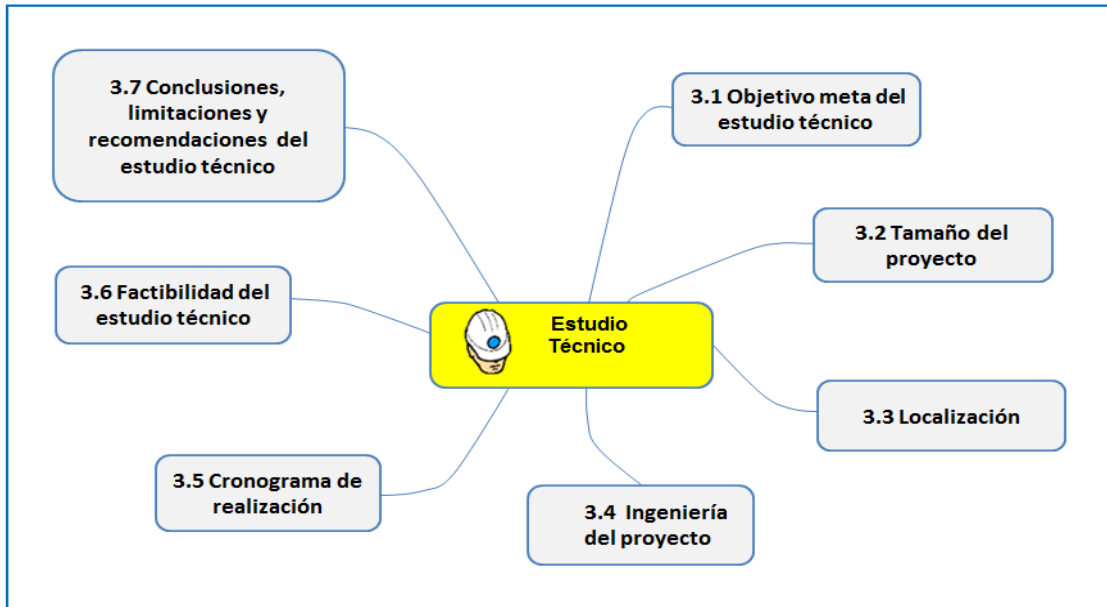 3.7 Conclusiones,
limitaciones y
recomendaciones del
estudio técnico
3.1 Objetivo meta del
estudio técnico
3.2 Tamaño del
proyecto
3.6 Factibilidad del
estudio técnico
Estudio
Técnico
3.3 Localización
3.5 Cronograma de
realización
3.4 Ingeniería
del proyecto